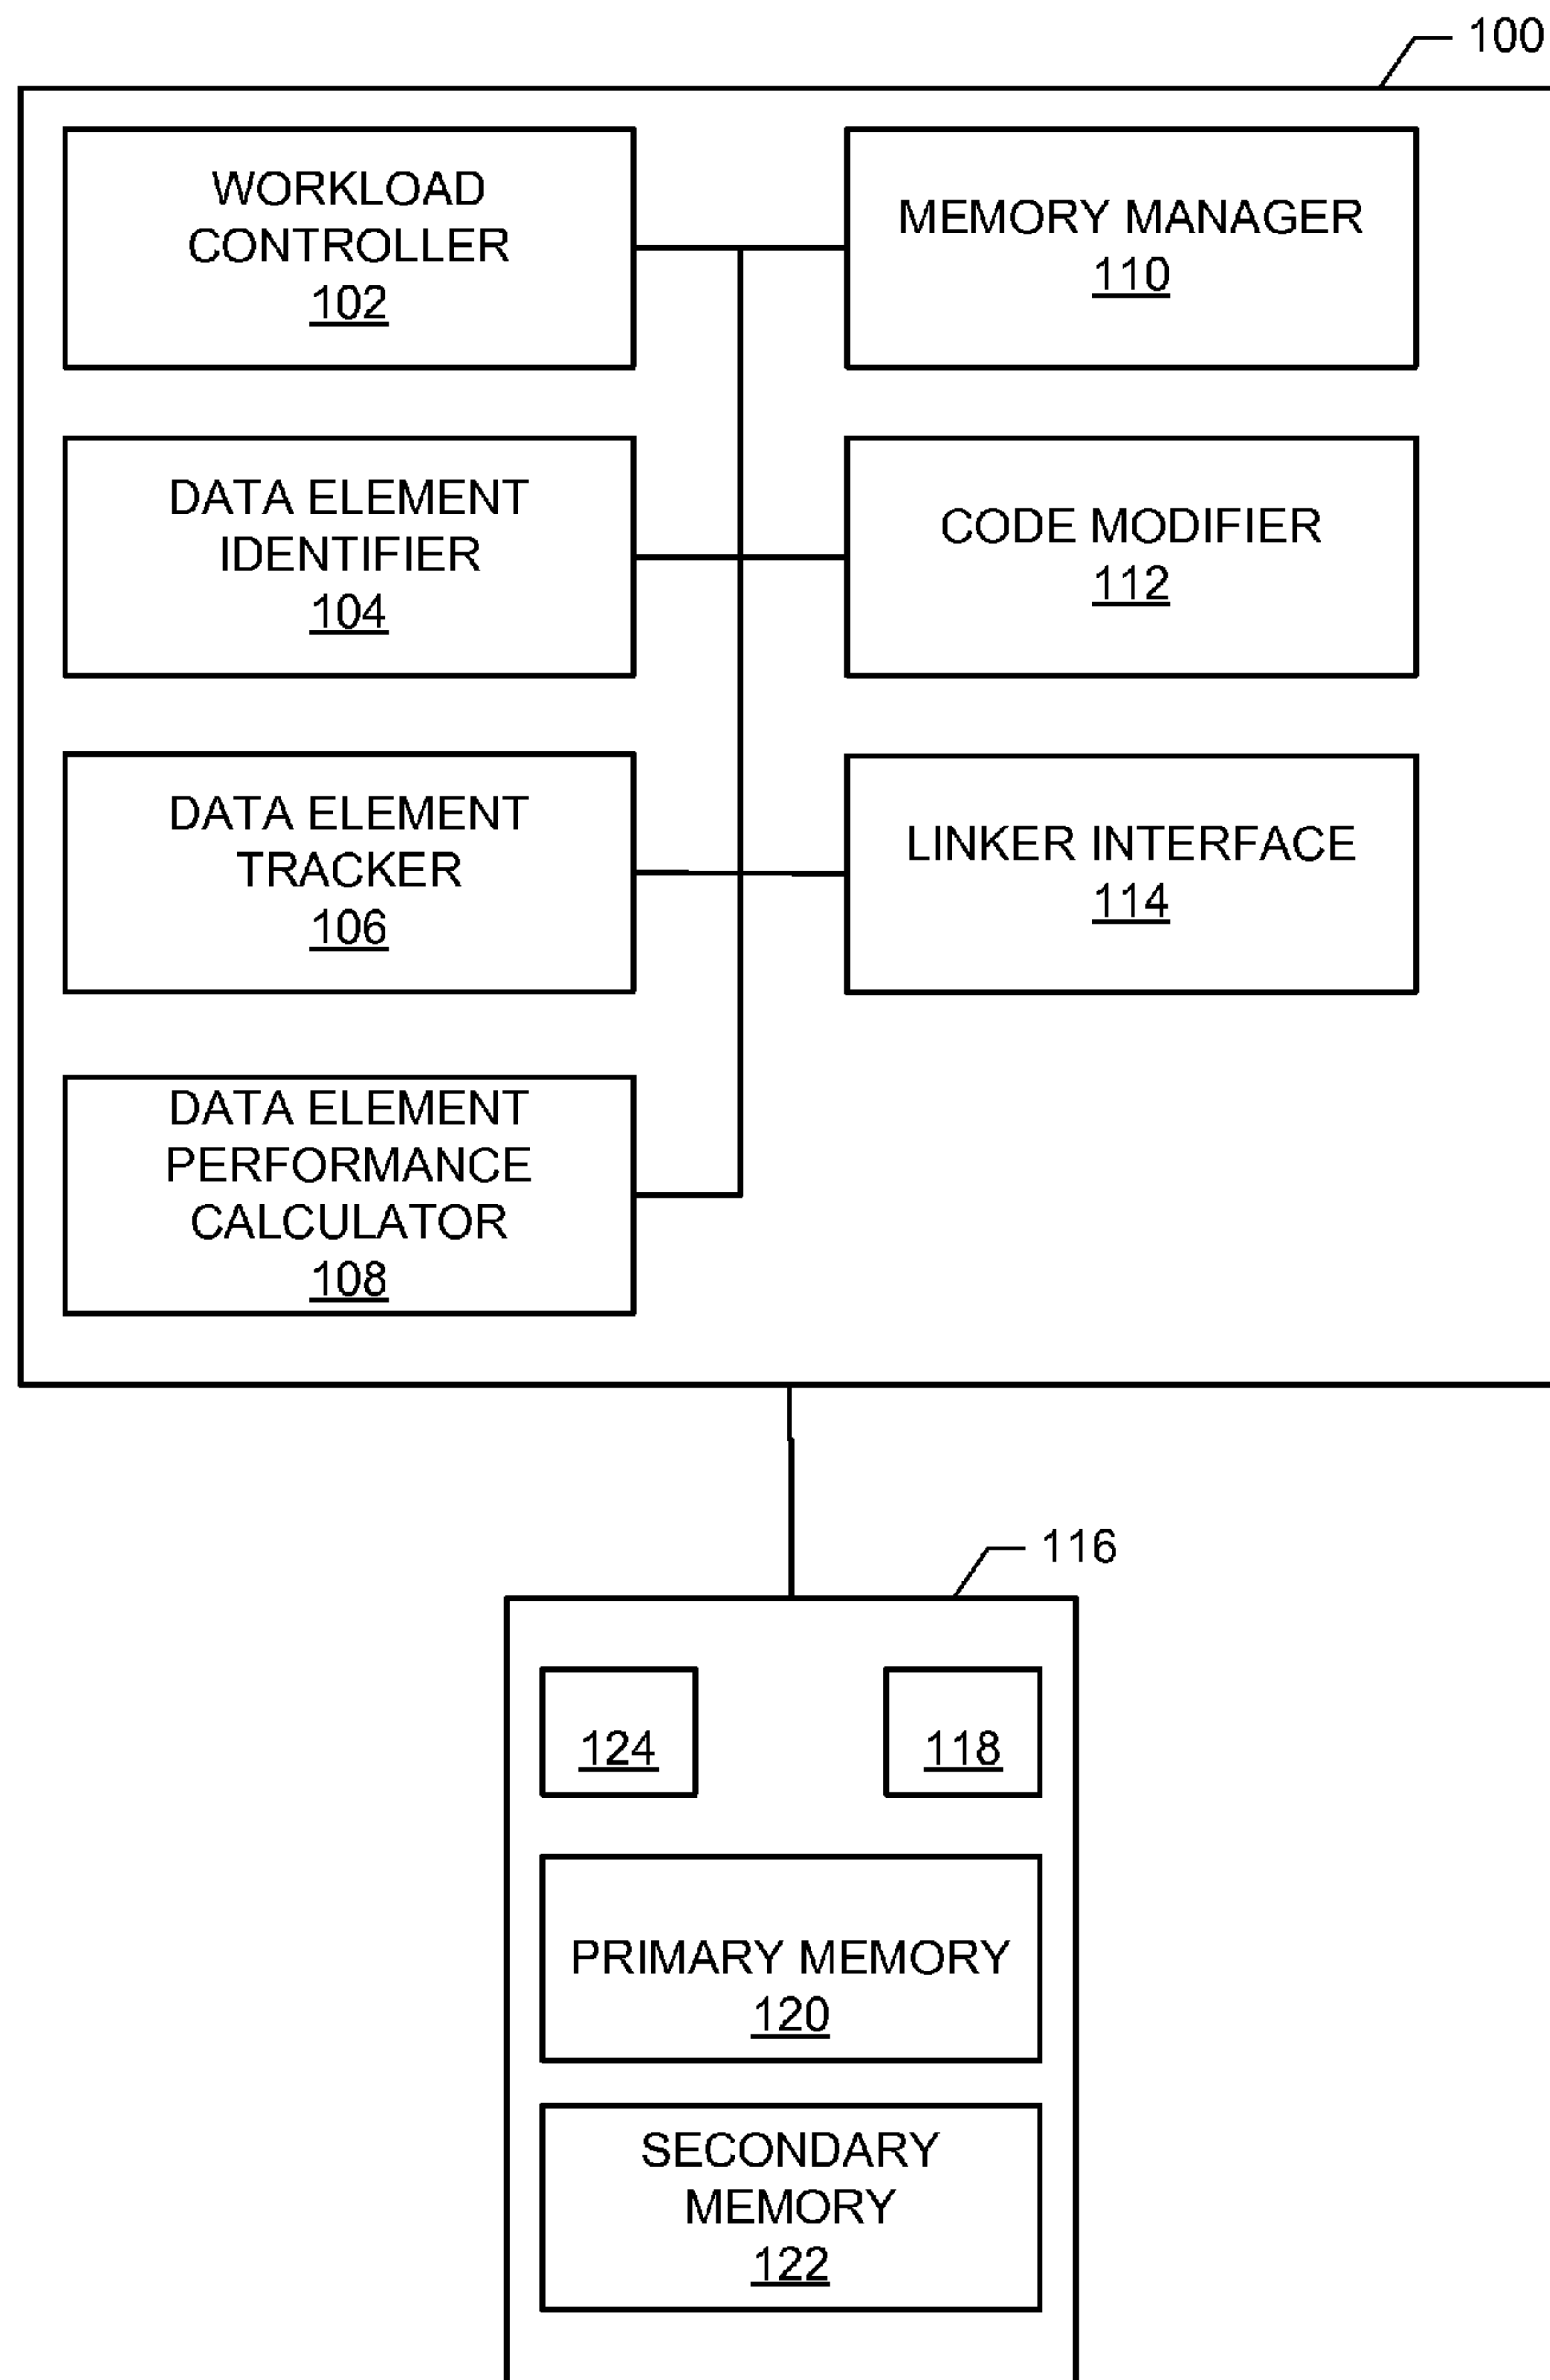 100
WORKLOAD
CONTROLLER
102
MEMORY MANAGER
110
DATA ELEMENT
IDENTIFIER
104
CODE MODIFIER
112
DATA ELEMENT
TRACKER
106
LINKER INTERFACE
114
DATA ELEMENT
PERFORMANCE
CALCULATOR
108
116
124
118
PRIMARY MEMORY
120
SECONDARY
MEMORY
122